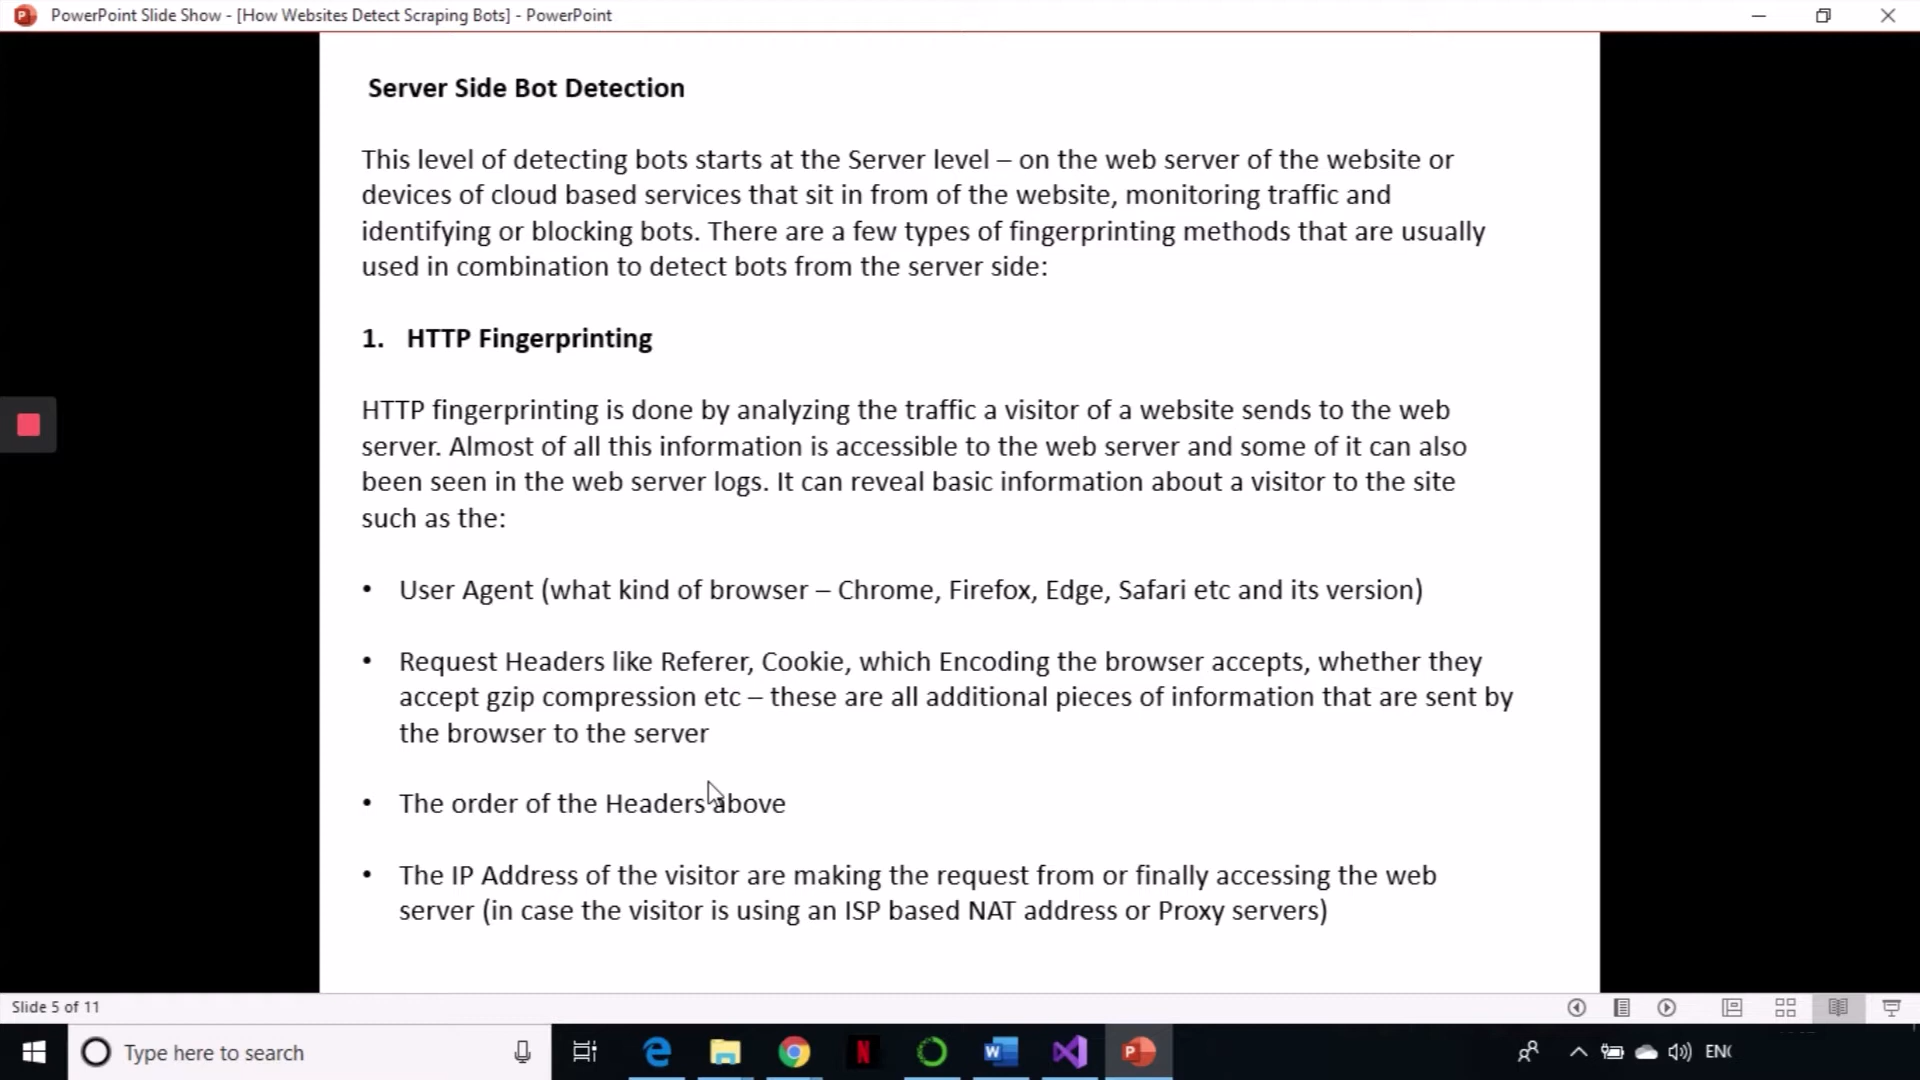 PowerPoint Slide Show - [How Websites Detect Scraping Bots] - PowerPoint
Server Side Bot Detection
This level of detecting bots starts at the Server level – on the web server of the website or
devices of cloud based services that sit in from of the website, monitoring traffic and
identifying or blocking bots. There are a few types of fingerprinting methods that are usually
used in combination to detect bots from the server side:
1. HTTP Fingerprinting
HTTP fingerprinting is done by analyzing the traffic a visitor of a website sends to the web
server. Almost of all this information is accessible to the web server and some of it can also
been seen in the web server logs. It can reveal basic information about a visitor to the site
such as the:
• User Agent (what kind of browser – Chrome, Firefox, Edge, Safari etc and its version)
• Request Headers like Referer, Cookie, which Encoding the browser accepts, whether they
accept gzip compression etc – these are all additional pieces of information that are sent by
the browser to the server
• The order of the Headers above
• The IP Address of the visitor are making the request from or finally accessing the web
server (in case the visitor is using an ISP based NAT address or Proxy servers)
Slide 5 of 11
Type here to search
ENG